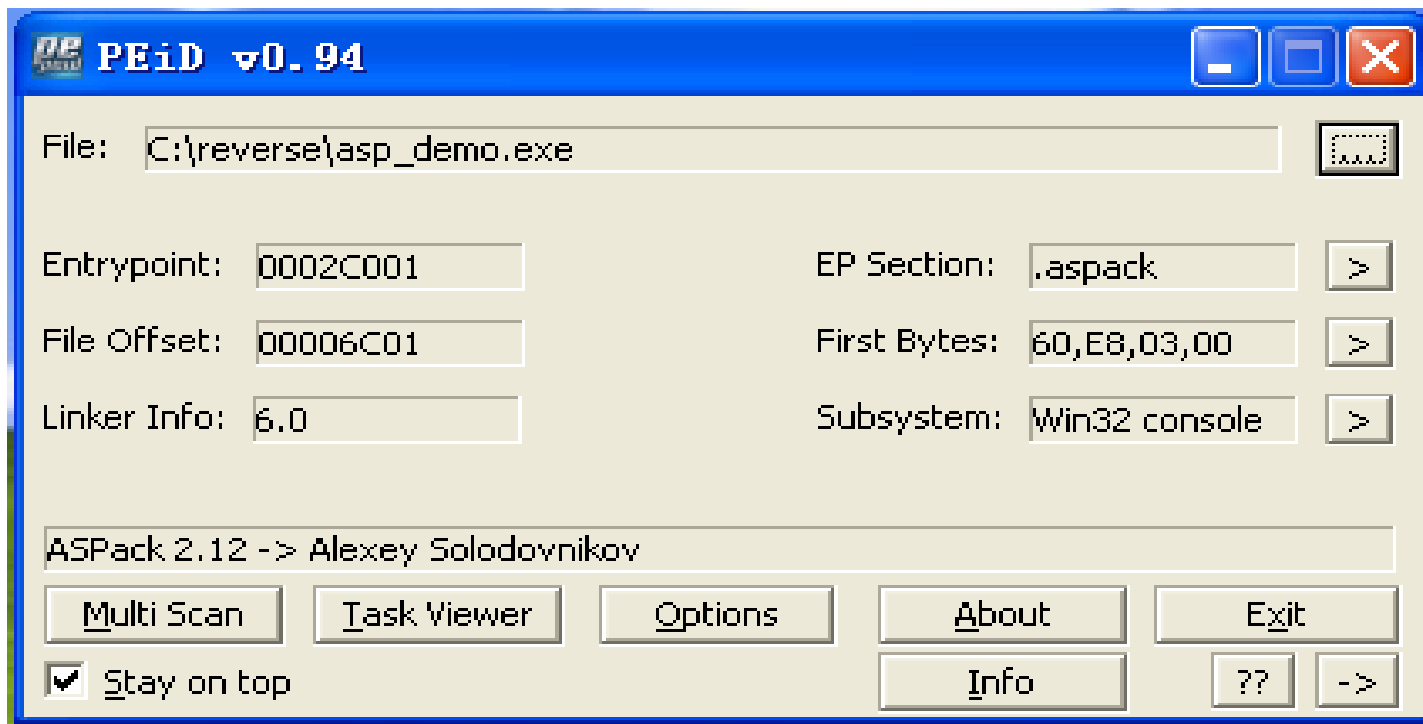 PEiD v0.94
File: C:\reverse\asp_demo.exe ...
Entrypoint: 0002C001 EP Section: .aspack >
File Offset: 00006C01 First Bytes: 60,E8,03,00 >
Linker Info: 6.0 Subsystem: Win32 console >
ASPack 2.12 -> Alexey Solodovnikov
Multi Scan Task Viewer Options About Exit
Stay on top Info ?? ->